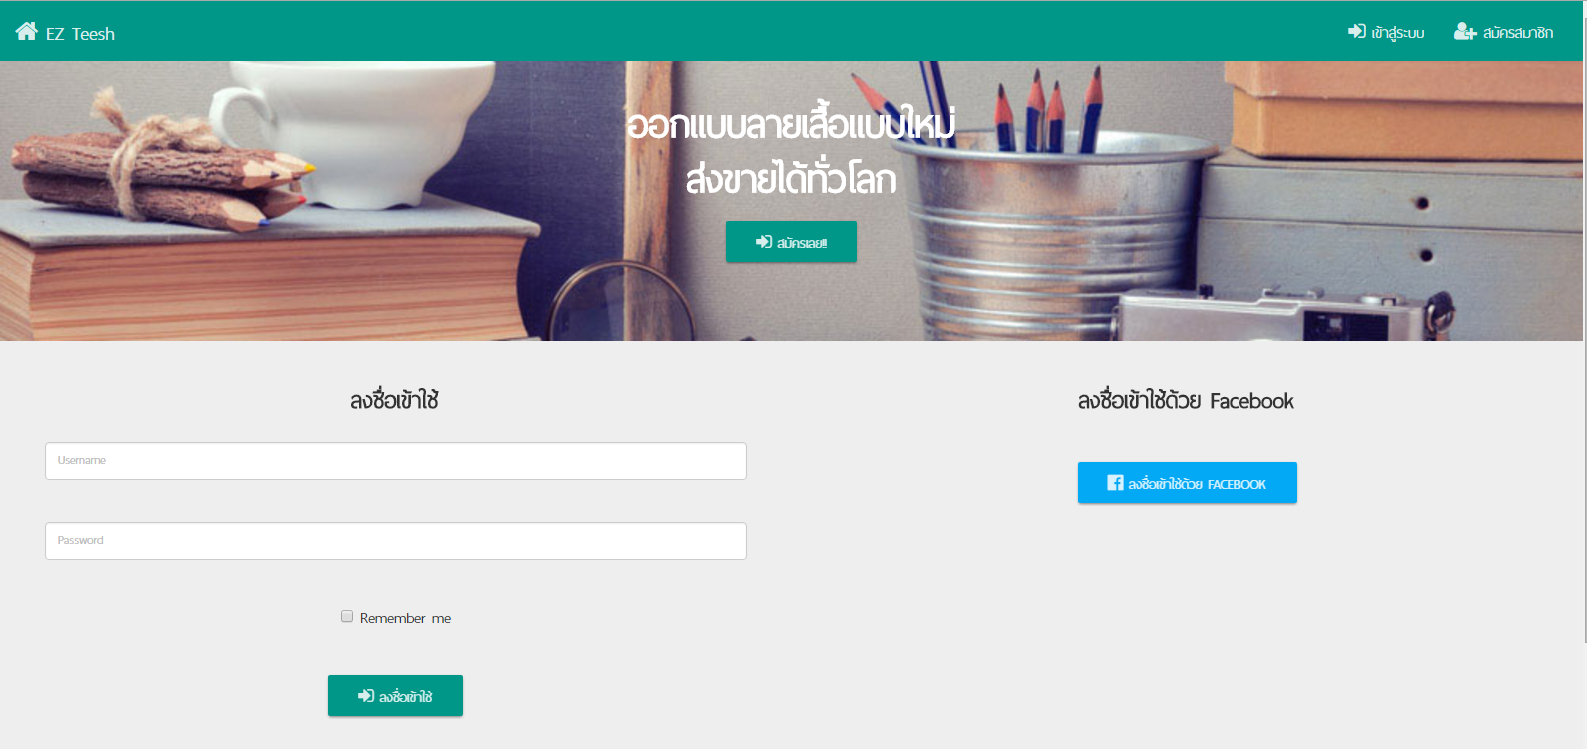 EZ Teesh
เข้าสู่ระบบ
สมัครสมาชิก
ออกแบบลายเสื้อแบบใหม่
ส่งขายได้ทั่วโลก
สมัครเลย!!
ลงชื่อเข้าใช้
Username
Password
Remember me
ลงชื่อเข้าใช้
ลงชื่อเข้าใช้ด้วย Facebook
ลงชื่อเข้าใช้ด้วย FACEBOOK